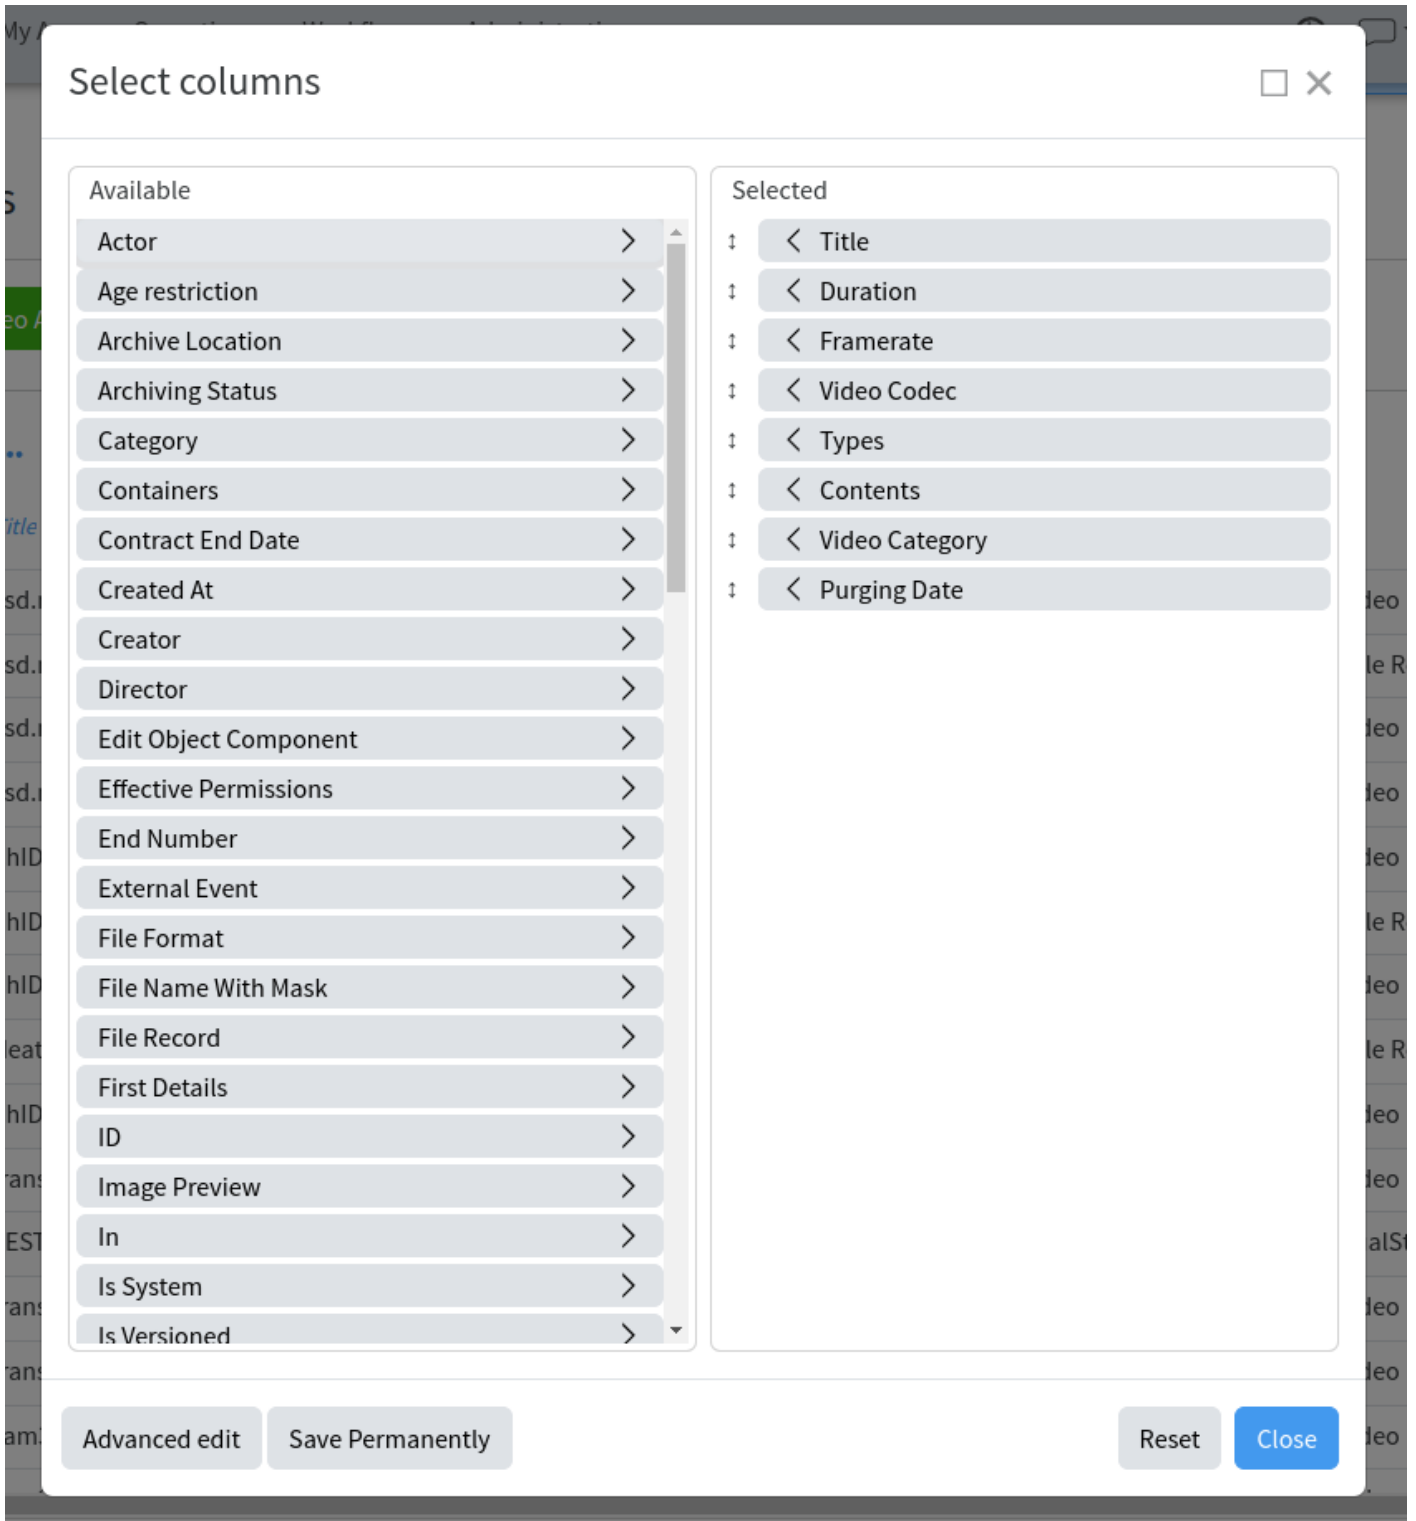 Select columns
Available
Actor
Age restriction
Archive Location
Archiving Status
Category
Containers
Contract End Date
Created At
Creator
Director
Edit Object Component
Effective Permissions
End Number
External Event
File Format
File Name With Mask
File Record
First Details
ID
Image Preview
In
Is System
Is Versioned
Selected
Title
Duration
Framerate
Video Codec
Types
Contents
Video Category
Purging Date
Advanced edit
Save Permanently
Reset
Close